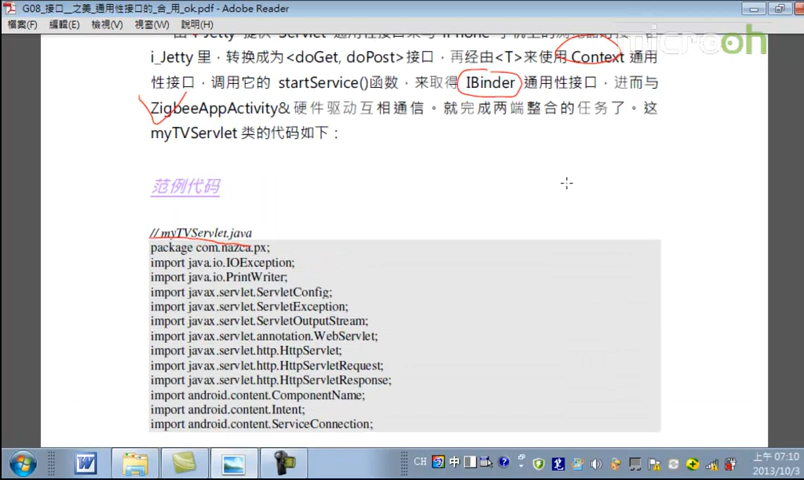 G08_接口__之美_通用性接口的_合_用_ok.pdf - Adobe Reader
檔案(F) 編輯(E) 檢視(V) 視窗(W) 說明(H)
microoh
i_Jetty 里，转换成为<doGet, doPost>接口，再经由<T>来使用 Context 通用
性接口，调用它的 startService()函数，来取得 IBinder 通用性接口，进而与
ZigbeeAppActivity&硬件驱动互相通信。就完成两端整合的任务了。这
myTVServlet 类的代码如下：
范例代码
// myTVServlet.java
package com.nazca.px;
import java.io.IOException;
import java.io.PrintWriter;
import javax.servlet.ServletConfig;
import javax.servlet.ServletException;
import javax.servlet.ServletOutputStream;
import javax.servlet.annotation.WebServlet;
import javax.servlet.http.HttpServlet;
import javax.servlet.http.HttpServletRequest;
import javax.servlet.http.HttpServletResponse;
import android.content.ComponentName;
import android.content.Intent;
import android.content.ServiceConnection;
CH 中
上午 07:10
2013/10/3